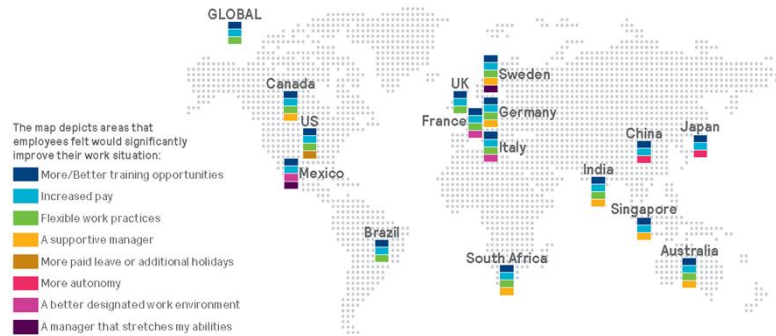 GLOBAL
Canada
US
Mexico
Brazil
UK
France
Sweden
Germany
Italy
South Africa
India
China
Japan
Singapore
Australia
The map depicts areas that
employees felt would significantly
improve their work situation:
More/Better training opportunities
Increased pay
Flexible work practices
A supportive manager
More paid leave or additional holidays
More autonomy
A better designated work environment
A manager that stretches my abilities